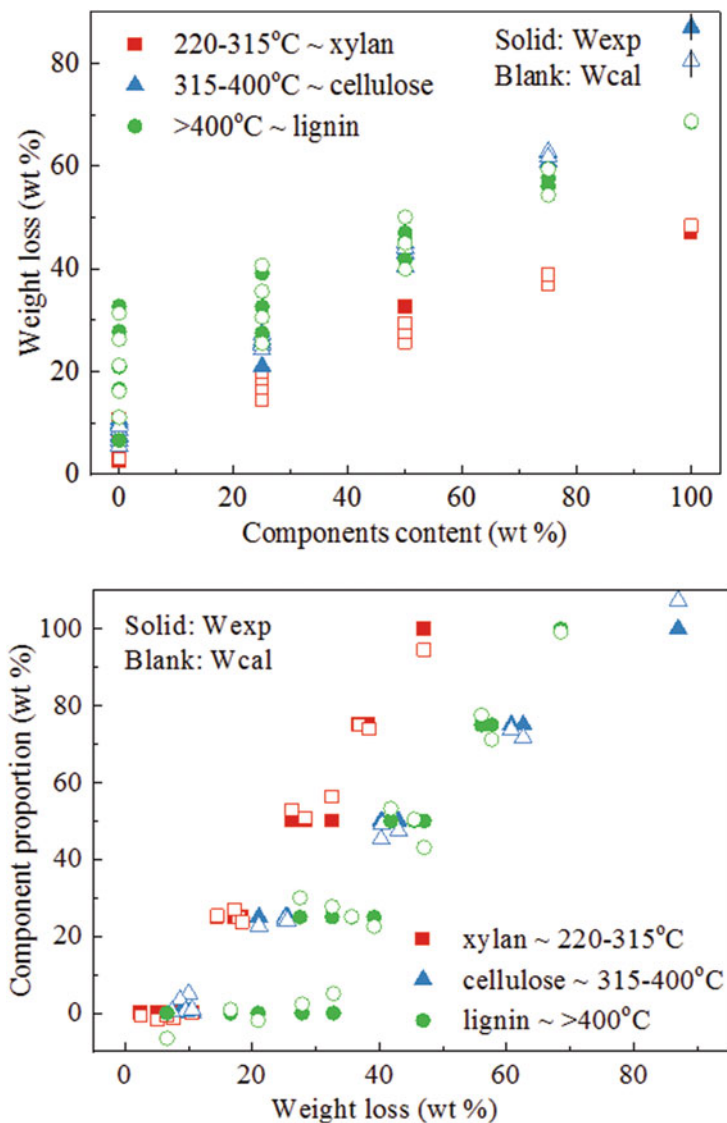 220-315°C ~ xylan
315-400°C ~ cellulose
>400°C ~ lignin
Solid: Wexp
Blank: Wcal
80
60
40
20
0
Weight loss (wt %)
0 20 40 60 80 100
Components content (wt %)
Solid: Wexp
Blank: Wcal
100
80
60
40
20
0
Component proportion (wt %)
xylan ~ 220-315°C
cellulose ~ 315-400°C
lignin ~ >400°C
0 20 40 60 80
Weight loss (wt %)